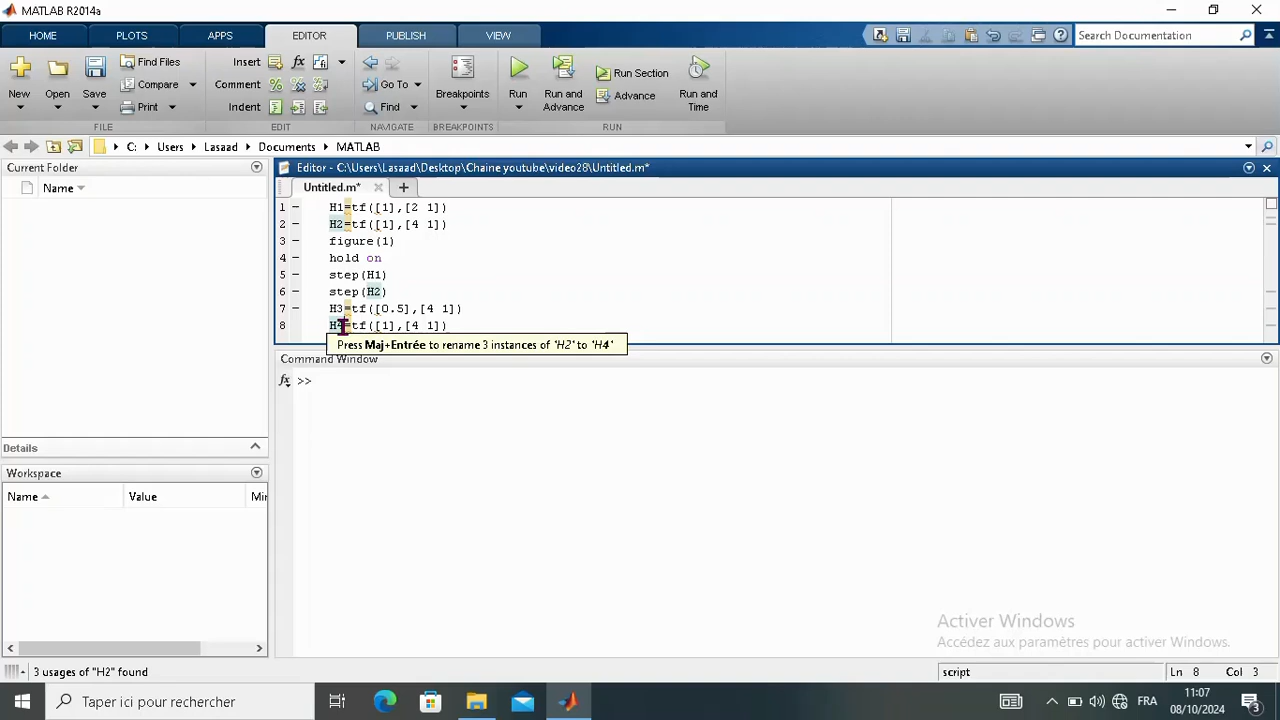 MATLAB R2014a
HOME PLOTS APPS EDITOR PUBLISH VIEW
Search Documentation
New Open Save Find Files Compare Print
Insert Comment Indent
Go To Find
Breakpoints
Run Run and Advance Run Section Advance Run and Time
FILE EDIT NAVIGATE BREAKPOINTS RUN
C: Users Lasaad Documents MATLAB
Current Folder
Name
Details
Workspace
Name Value Min
Editor - C:\Users\Lasaad\Desktop\Chaine youtube\video28\Untitled.m*
Untitled.m*
1 – H1=tf([1],[2 1])
2 – H2=tf([1],[4 1])
3 – figure(1)
4 – hold on
5 – step(H1)
6 – step(H2)
7 – H3=tf([0.5],[4 1])
8 – H4=tf([1],[4 1])
Press Maj+Entrée to rename 3 instances of 'H2' to 'H4'
Command Window
fx >>
Activer Windows
Accédez aux paramètres pour activer Windows.
3 usages of "H2" found
script Ln 8 Col 3
Taper ici pour rechercher
FRA
11:07
08/10/2024
3